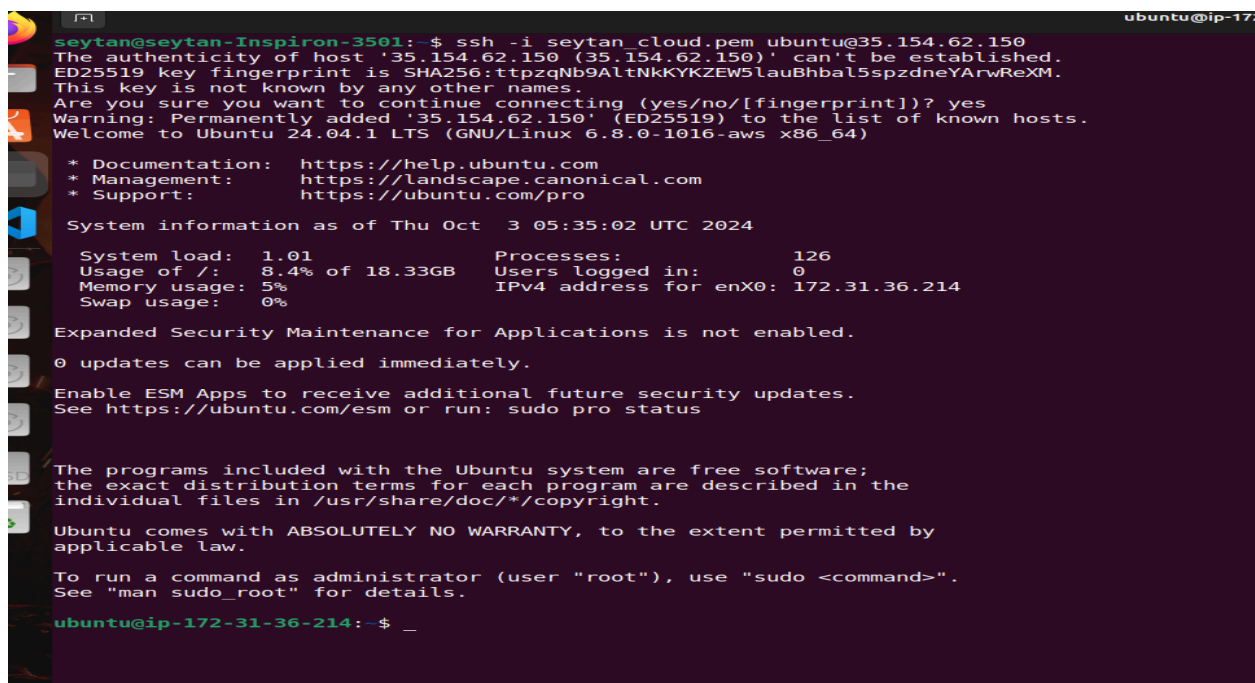 ubuntu@ip-172
seytan@seytan-Inspiron-3501:~$ ssh -i seytan_cloud.pem ubuntu@35.154.62.150
The authenticity of host '35.154.62.150 (35.154.62.150)' can't be established.
ED25519 key fingerprint is SHA256:ttpzqNb9AltNkKYKZEW5lauBhbal5spzdneYArwReXM.
This key is not known by any other names.
Are you sure you want to continue connecting (yes/no/[fingerprint])? yes
Warning: Permanently added '35.154.62.150' (ED25519) to the list of known hosts.
Welcome to Ubuntu 24.04.1 LTS (GNU/Linux 6.8.0-1016-aws x86_64)
* Documentation:  https://help.ubuntu.com
* Management:     https://landscape.canonical.com
* Support:        https://ubuntu.com/pro
System information as of Thu Oct  3 05:35:02 UTC 2024
System load:  1.01               Processes:             126
Usage of /:   8.4% of 18.33GB   Users logged in:       0
Memory usage: 5%                 IPv4 address for enX0: 172.31.36.214
Swap usage:   0%
Expanded Security Maintenance for Applications is not enabled.
0 updates can be applied immediately.
Enable ESM Apps to receive additional future security updates.
See https://ubuntu.com/esm or run: sudo pro status
The programs included with the Ubuntu system are free software;
the exact distribution terms for each program are described in the
individual files in /usr/share/doc/*/copyright.
Ubuntu comes with ABSOLUTELY NO WARRANTY, to the extent permitted by
applicable law.
To run a command as administrator (user "root"), use "sudo <command>".
See "man sudo_root" for details.
ubuntu@ip-172-31-36-214:~$ _